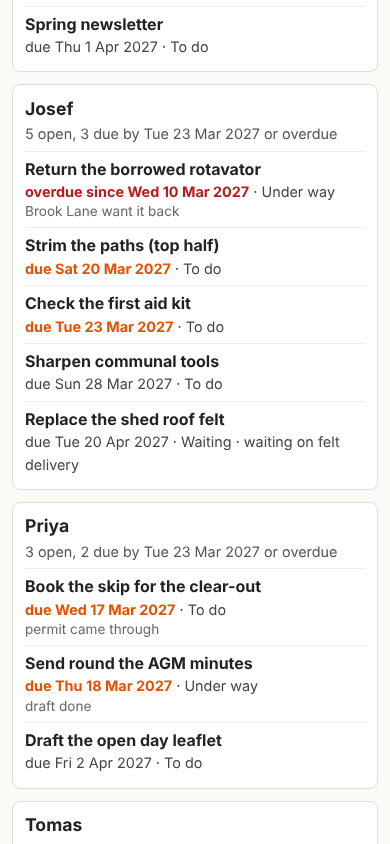 Spring newsletter
due Thu 1 Apr 2027 · To do
Josef
5 open, 3 due by Tue 23 Mar 2027 or overdue
Return the borrowed rotavator
overdue since Wed 10 Mar 2027 · Under way
Brook Lane want it back
Strim the paths (top half)
due Sat 20 Mar 2027 · To do
Check the first aid kit
due Tue 23 Mar 2027 · To do
Sharpen communal tools
due Sun 28 Mar 2027 · To do
Replace the shed roof felt
due Tue 20 Apr 2027 · Waiting · waiting on felt
delivery
Priya
3 open, 2 due by Tue 23 Mar 2027 or overdue
Book the skip for the clear-out
due Wed 17 Mar 2027 · To do
permit came through
Send round the AGM minutes
due Thu 18 Mar 2027 · Under way
draft done
Draft the open day leaflet
due Fri 2 Apr 2027 · To do
Tomas